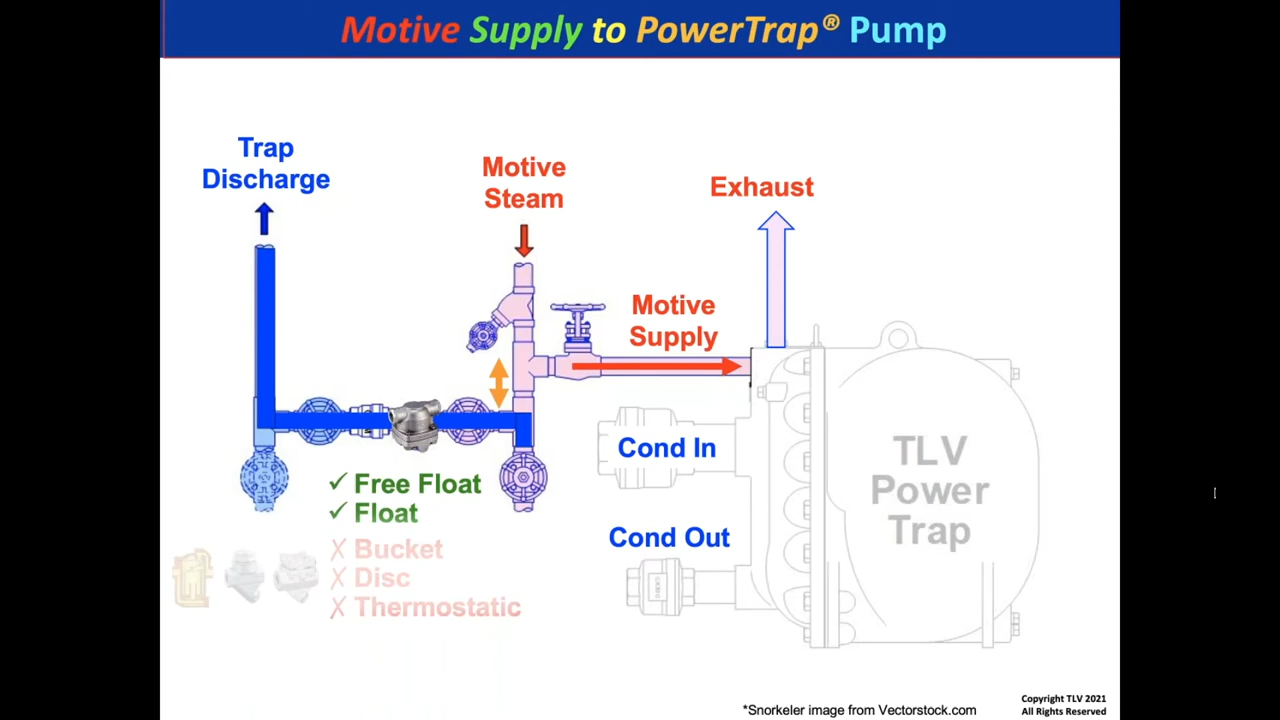 Motive Supply to PowerTrap® Pump
Trap
Discharge
Motive
Steam
Exhaust
Motive
Supply
Cond In
TLV
Power
Trap
✓ Free Float
✓ Float
Cond Out
X Bucket
X Disc
X Thermostatic
*Snorkeler image from Vectorstock.com
Copyright TLV 2021
All Rights Reserved